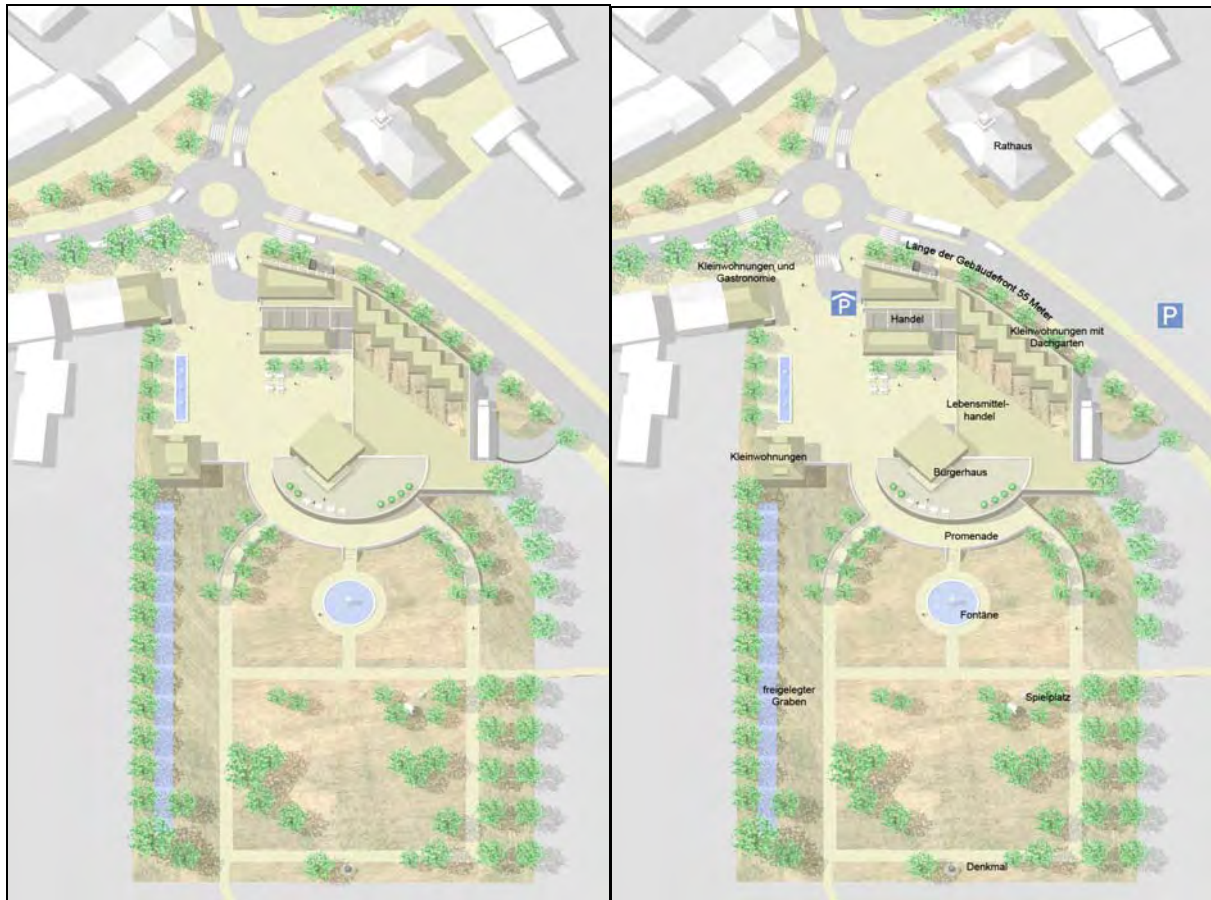 Rathaus
Länge der Gebäudefront 55 Meter
Kleinwohnungen und
Gastronomie
P
P
Handel
Kleinwohnungen mit
Dachgarten
Lebensmittel-
handel
Kleinwohnungen
Bürgerhaus
Promenade
Fontäne
freigelegter
Graben
Spielplatz
Denkmal